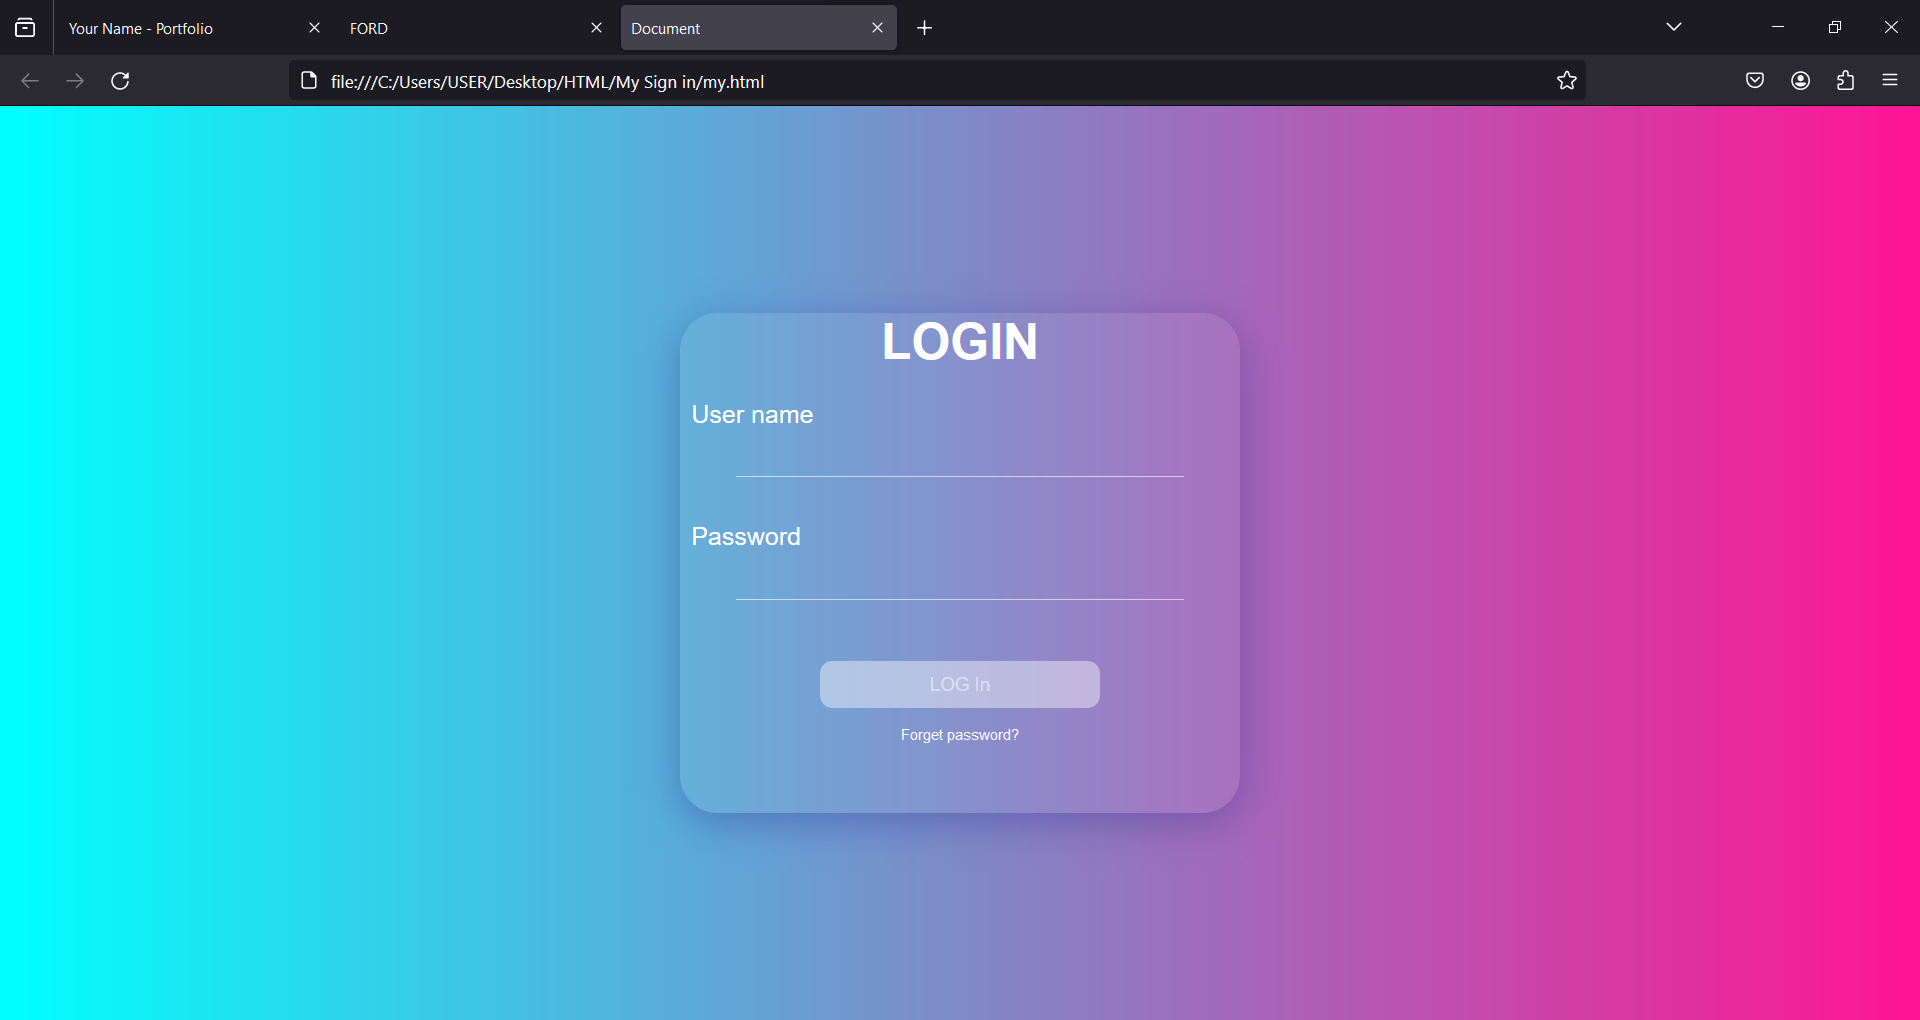 Your Name - Portfolio
FORD
Document
file:///C:/Users/USER/Desktop/HTML/My Sign in/my.html
LOGIN
User name
Password
LOG In
Forget password?